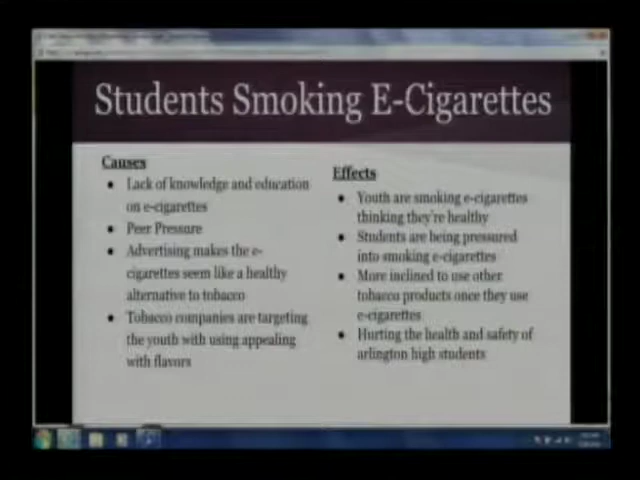 Students Smoking E-Cigarettes
Causes
● Lack of knowledge and education
on e-cigarettes
● Peer Pressure
● Advertising makes the e-
cigarettes seem like a healthy
alternative to tobacco
● Tobacco companies are targeting
the youth with using appealing
with flavors
Effects
● Youth are smoking e-cigarettes
thinking they're healthy
● Students are being pressured
into smoking e-cigarettes
● More inclined to use other
tobacco products once they use
e-cigarettes
● Hurting the health and safety of
arlington high students